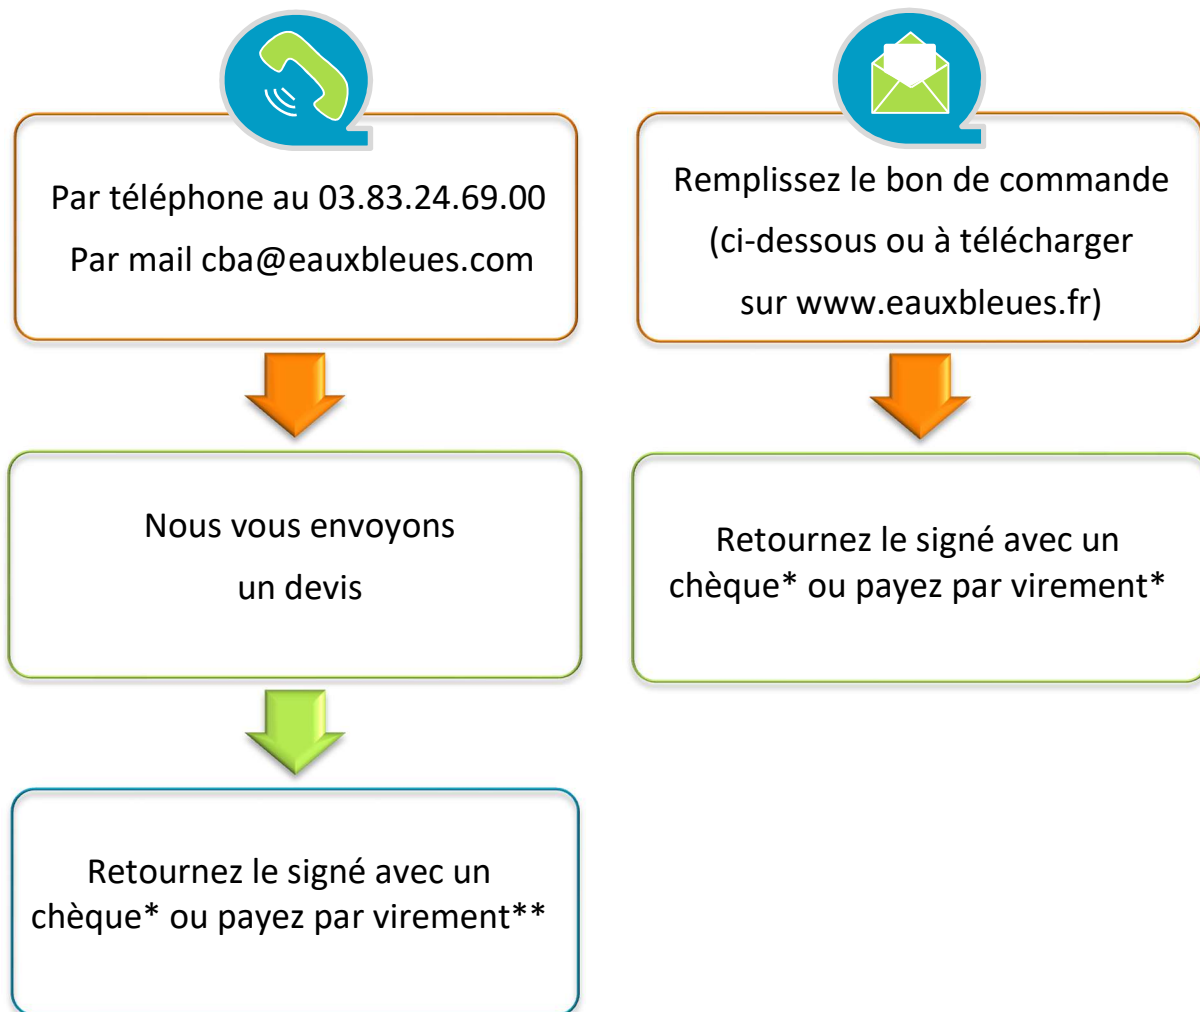 Par téléphone au 03.83.24.69.00
Par mail cba@eauxbleues.com
Nous vous envoyons
un devis
Retournez le signé avec un
chèque* ou payez par virement**
Remplissez le bon de commande
(ci-dessous ou à télécharger
sur www.eauxbleues.fr)
Retournez le signé avec un
chèque* ou payez par virement*